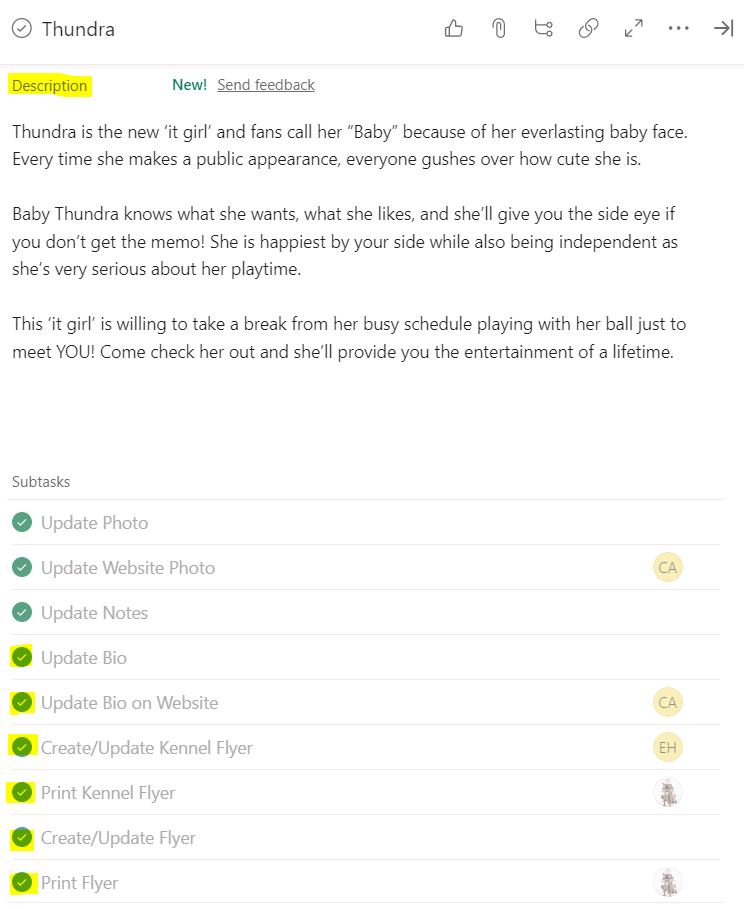 Thundra
Description New! Send feedback
Thundra is the new ‘it girl’ and fans call her “Baby” because of her everlasting baby face.
Every time she makes a public appearance, everyone gushes over how cute she is.
Baby Thundra knows what she wants, what she likes, and she’ll give you the side eye if
you don’t get the memo! She is happiest by your side while also being independent as
she’s very serious about her playtime.
This ‘it girl’ is willing to take a break from her busy schedule playing with her ball just to
meet YOU! Come check her out and she’ll provide you the entertainment of a lifetime.
Subtasks
Update Photo
Update Website Photo CA
Update Notes
Update Bio
Update Bio on Website CA
Create/Update Kennel Flyer EH
Print Kennel Flyer
Create/Update Flyer
Print Flyer